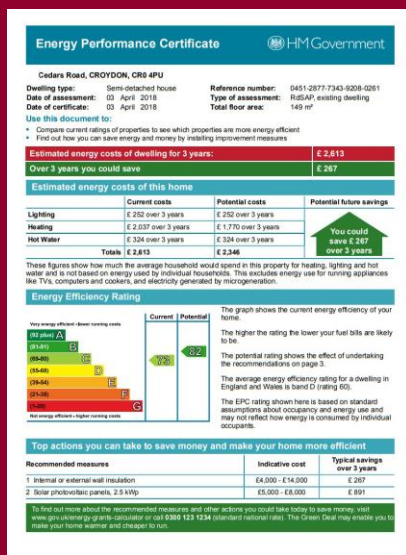 Energy Performance Certificate
HM Government
Cedars Road, CROYDON, CR0 4PU
Dwelling type: Semi-detached house
Reference number: 0451-2877-7343-9208-0261
Date of assessment: 03 April 2018
Type of assessment: RdSAP, existing dwelling
Date of certificate: 03 April 2018
Total floor area: 149 m²
Use this document to:
• Compare current ratings of properties to see which properties are more energy efficient
• Find out how you can save energy and money by installing improvement measures
Estimated energy costs of dwelling for 3 years: £ 2,613
Over 3 years you could save £ 267
Estimated energy costs of this home
Current costs Potential costs Potential future savings
Lighting £ 252 over 3 years £ 252 over 3 years
Heating £ 2,037 over 3 years £ 1,770 over 3 years
Hot Water £ 324 over 3 years £ 324 over 3 years
Totals £ 2,613 £ 2,346
You could
save £ 267
over 3 years
These figures show how much the average household would spend in this property for heating, lighting and hot
water and is not based on energy used by individual households. This excludes energy use for running appliances
like TVs, computers and cookers, and electricity generated by microgeneration.
Energy Efficiency Rating
Current Potential
Very energy efficient - lower running costs
(92 plus) A
(81-91) B
(69-80) C
(55-68) D
(39-54) E
(21-38) F
(1-20) G
Not energy efficient - higher running costs
73
82
The graph shows the current energy efficiency of your
home.
The higher the rating the lower your fuel bills are likely
to be.
The potential rating shows the effect of undertaking
the recommendations on page 3.
The average energy efficiency rating for a dwelling in
England and Wales is band D (rating 60).
The EPC rating shown here is based on standard
assumptions about occupancy and energy use and
may not reflect how energy is consumed by individual
occupants.
Top actions you can take to save money and make your home more efficient
Recommended measures Indicative cost Typical savings
over 3 years
1 Internal or external wall insulation £4,000 - £14,000 £ 267
2 Solar photovoltaic panels, 2.5 kWp £5,000 - £8,000 £ 891
To find out more about the recommended measures and other actions you could take today to save money, visit
www.gov.uk/energy-grants-calculator or call 0300 123 1234 (standard national rate). The Green Deal may enable you to
make your home warmer and cheaper to run.